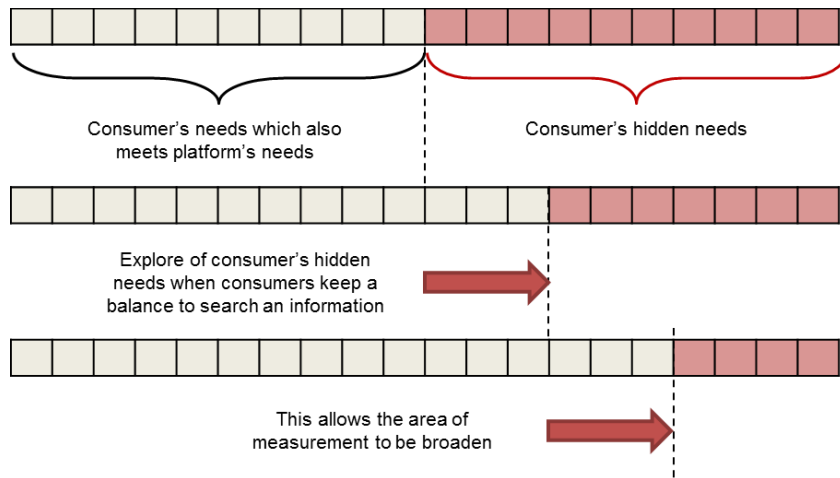 Consumer's needs which also
meets platform's needs
Consumer's hidden needs
Explore of consumer's hidden
needs when consumers keep a
balance to search an information
This allows the area of
measurement to be broaden